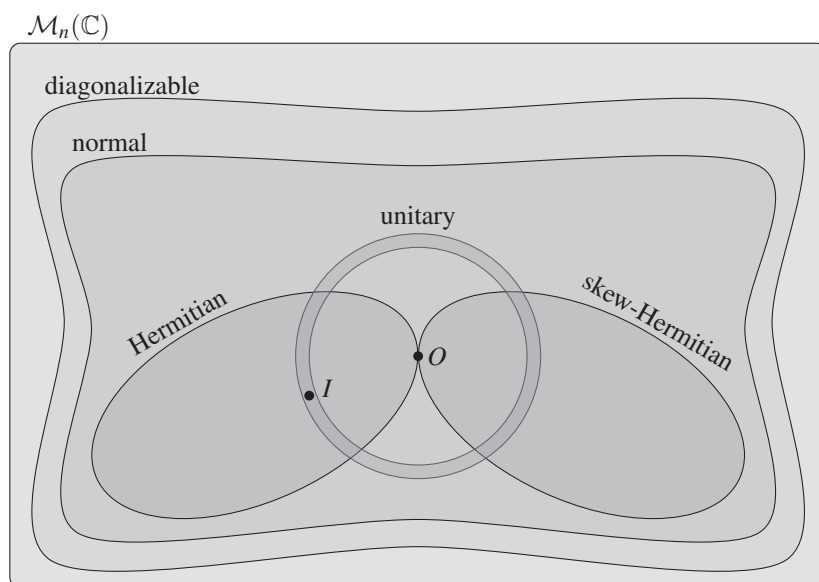 ℳₙ(ℂ)
diagonalizable
normal
unitary
Hermitian
skew-Hermitian
O
I